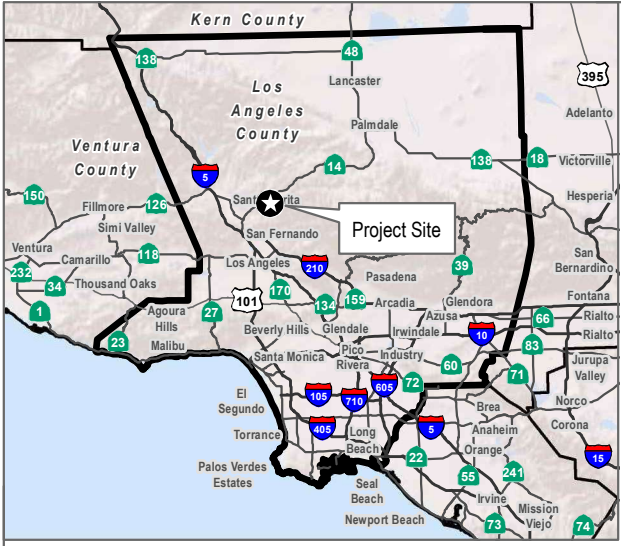 Kern County
138
48
395
Los
Angeles
County
Lancaster
Adelanto
Palmdale
Ventura
County
5
14
138
18
Victorville
150
126
Fillmore
Hesperia
Project Site
Simi Valley
San Fernando
Ventura
Camarillo
118
Los Angeles
210
39
San
Bernardino
232
34
Thousand Oaks
Pasadena
1
Agoura
Hills
27
101
170
134
159
Arcadia
Glendora
Azusa
Fontana
66
Rialto
Rialto
23
Malibu
Beverly Hills
Glendale
Irwindale
10
83
Santa Monica
Pico
Rivera
Industry
60
Jurupa
Valley
71
El
Segundo
105
710
605
72
Brea
Norco
Corona
Torrance
405
Long
Beach
5
Anaheim
Orange
15
Palos Verdes
Estates
22
55
241
Seal
Beach
Irvine
Mission
Viejo
Newport Beach
73
74